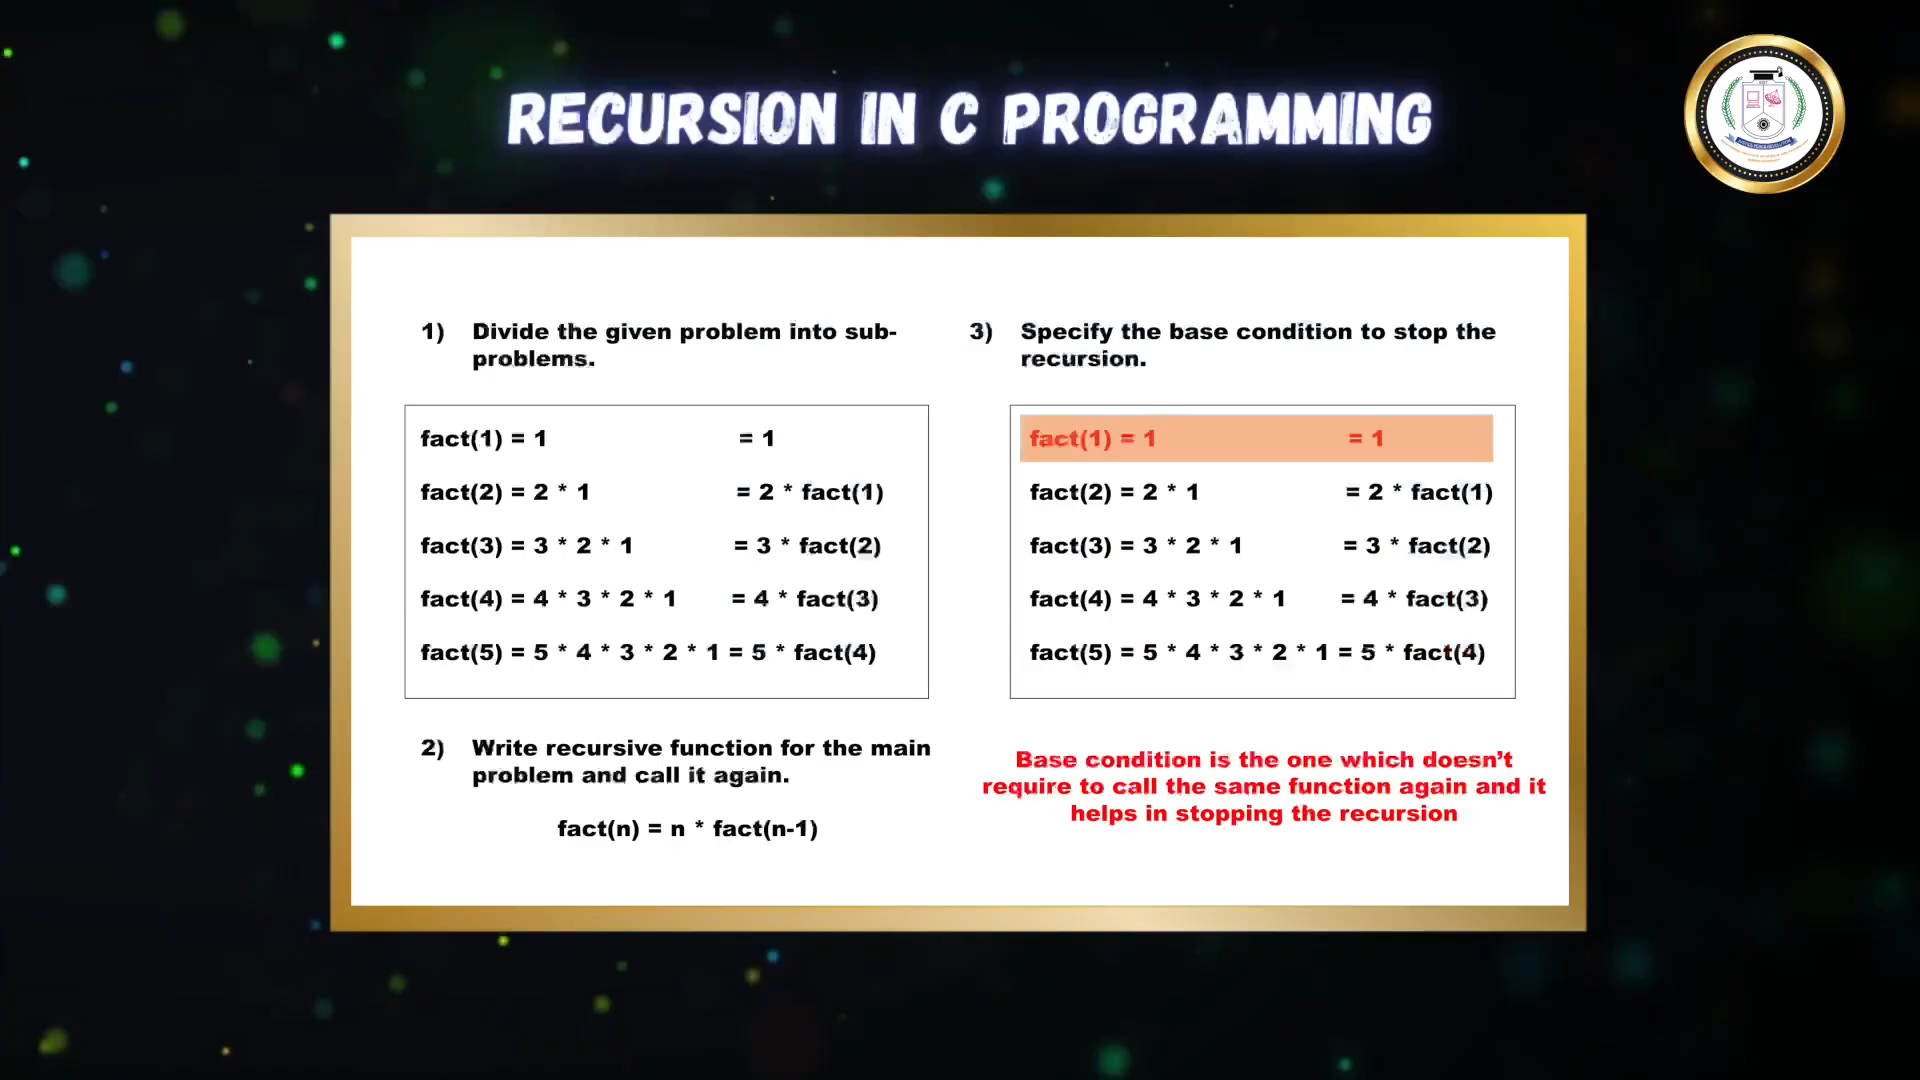 RECURSION IN C PROGRAMMING
1) Divide the given problem into sub-
problems.
fact(1) = 1 = 1
fact(2) = 2 * 1 = 2 * fact(1)
fact(3) = 3 * 2 * 1 = 3 * fact(2)
fact(4) = 4 * 3 * 2 * 1 = 4 * fact(3)
fact(5) = 5 * 4 * 3 * 2 * 1 = 5 * fact(4)
2) Write recursive function for the main
problem and call it again.
fact(n) = n * fact(n-1)
3) Specify the base condition to stop the
recursion.
fact(1) = 1 = 1
fact(2) = 2 * 1 = 2 * fact(1)
fact(3) = 3 * 2 * 1 = 3 * fact(2)
fact(4) = 4 * 3 * 2 * 1 = 4 * fact(3)
fact(5) = 5 * 4 * 3 * 2 * 1 = 5 * fact(4)
Base condition is the one which doesn’t
require to call the same function again and it
helps in stopping the recursion